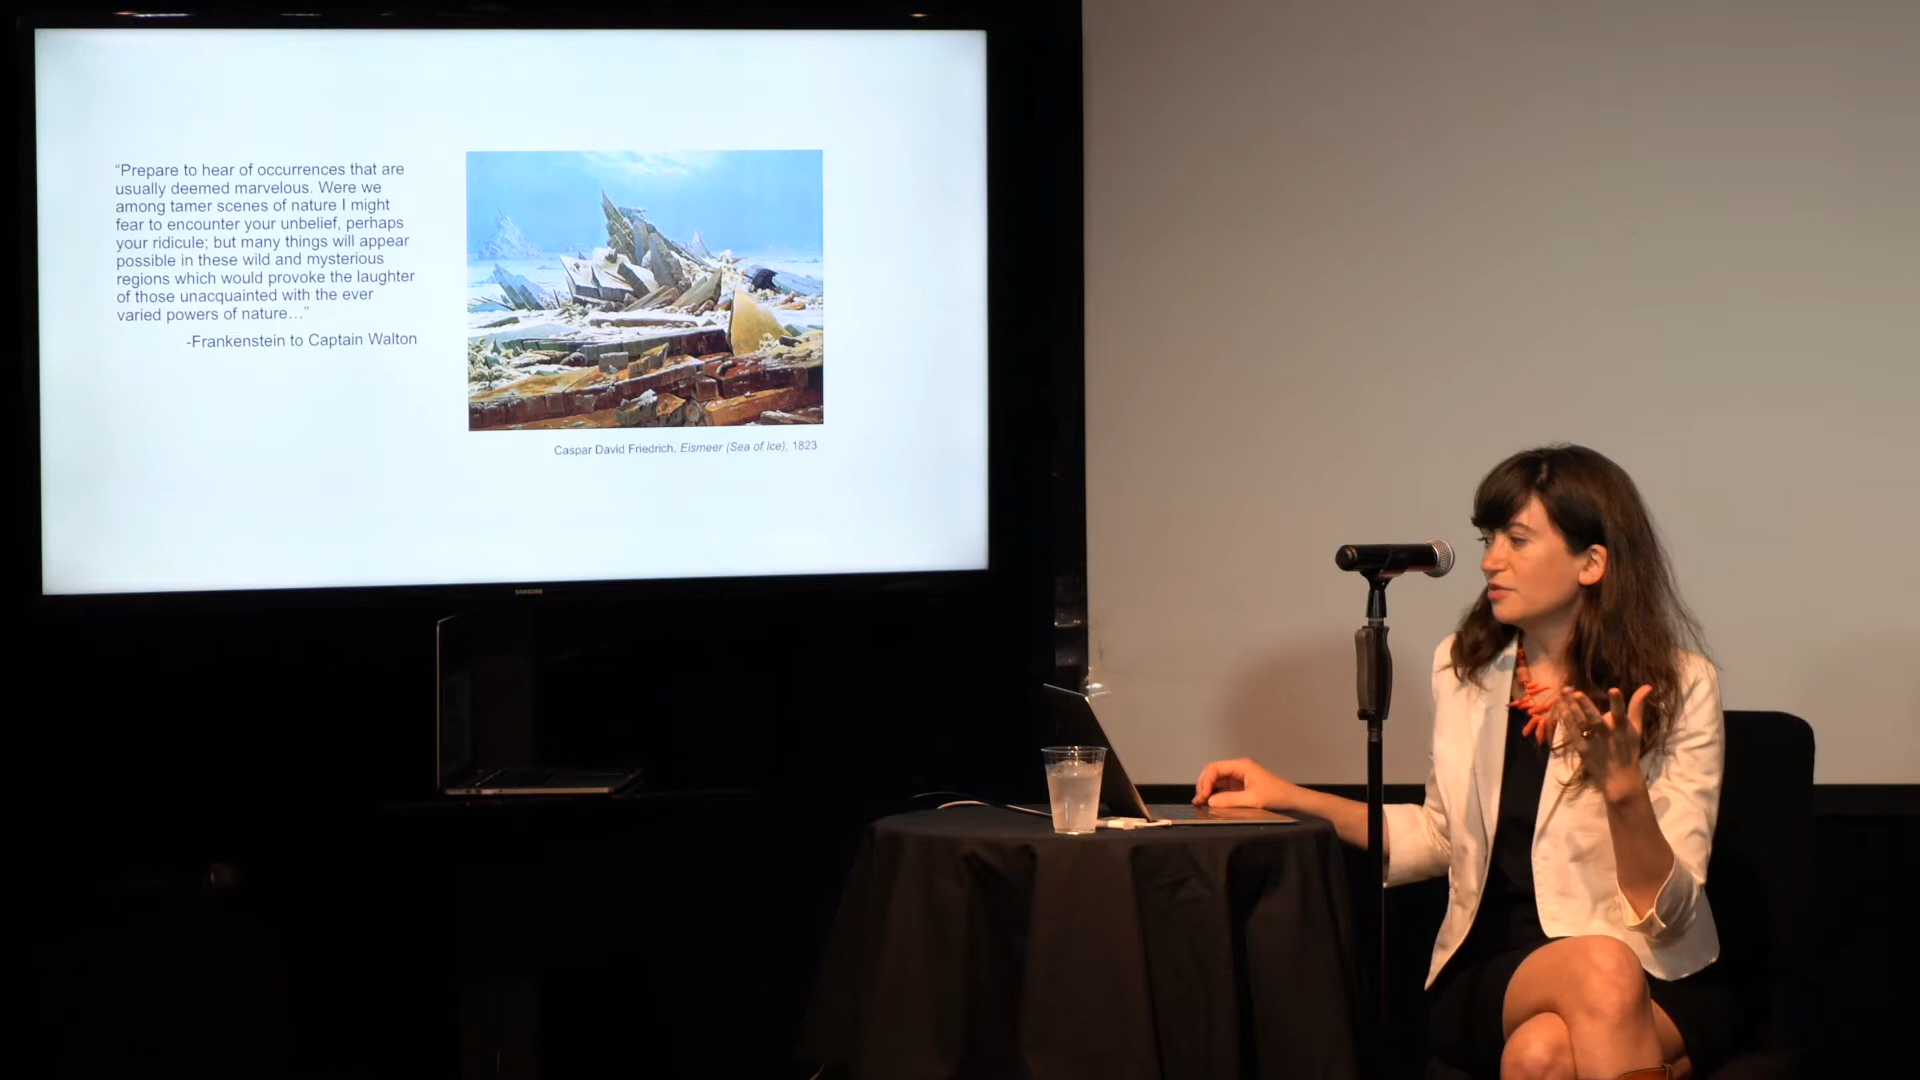 “Prepare to hear of occurrences that are
usually deemed marvelous. Were we
among tamer scenes of nature I might
fear to encounter your unbelief, perhaps
your ridicule; but many things will appear
possible in these wild and mysterious
regions which would provoke the laughter
of those unacquainted with the ever
varied powers of nature…”
-Frankenstein to Captain Walton
Caspar David Friedrich, Eismeer (Sea of Ice), 1823
SAMSUNG